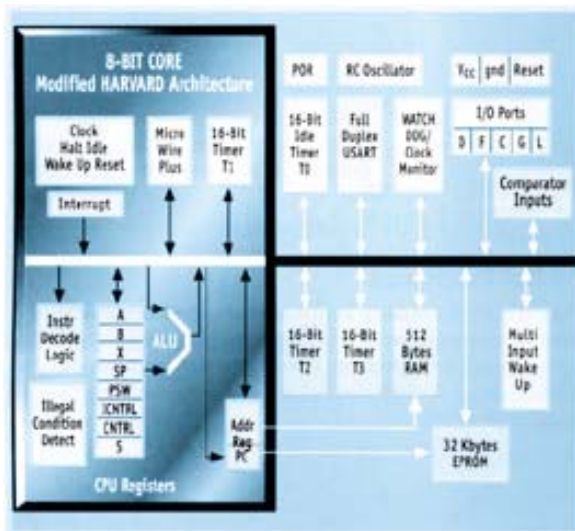 8-BIT CORE
Modified HARVARD Architecture
Clock
Halt Idle
Wake Up Reset
Micro
Wire
Plus
16-Bit
Timer
T1
Interrupt
POR
RC Oscillator
VCC gnd Reset
16-Bit
Idle
Timer
T0
Full
Duplex
USART
WATCH
DOG/
Clock
Monitor
I/O Ports
D F C G L
Comparator
Inputs
Instr
Decode
Logic
A
B
X
SP
PSW
ICNTRL
CNTRL
S
ALU
Illegal
Condition
Detect
Addr
Reg
PC
CPU Registers
16-Bit
Timer
T2
16-Bit
Timer
T3
512
Bytes
RAM
Multi
Input
Wake
Up
32 Kbytes
EPROM